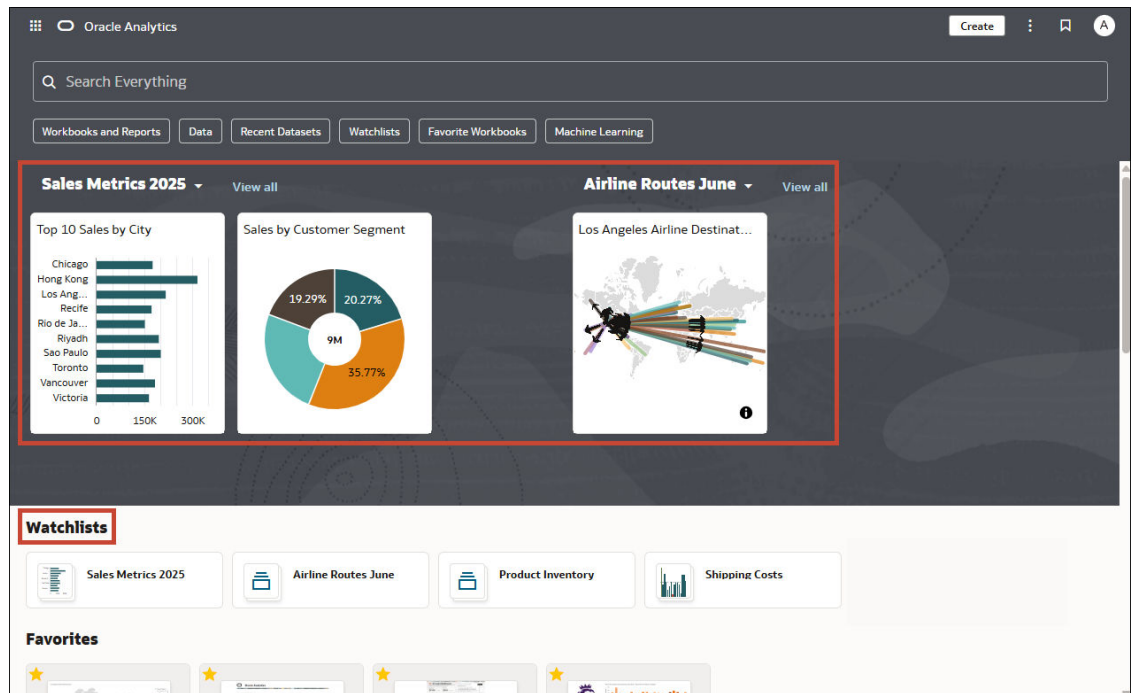 Oracle Analytics
Create
A
Search Everything
Workbooks and Reports
Data
Recent Datasets
Watchlists
Favorite Workbooks
Machine Learning
Sales Metrics 2025
View all
Airline Routes June
View all
Top 10 Sales by City
Chicago
Hong Kong
Los Ang...
Recife
Rio de Ja...
Riyadh
Sao Paulo
Toronto
Vancouver
Victoria
0 150K 300K
Sales by Customer Segment
19.29%
20.27%
9M
35.77%
Los Angeles Airline Destinat...
Watchlists
Sales Metrics 2025
Airline Routes June
Product Inventory
Shipping Costs
Favorites